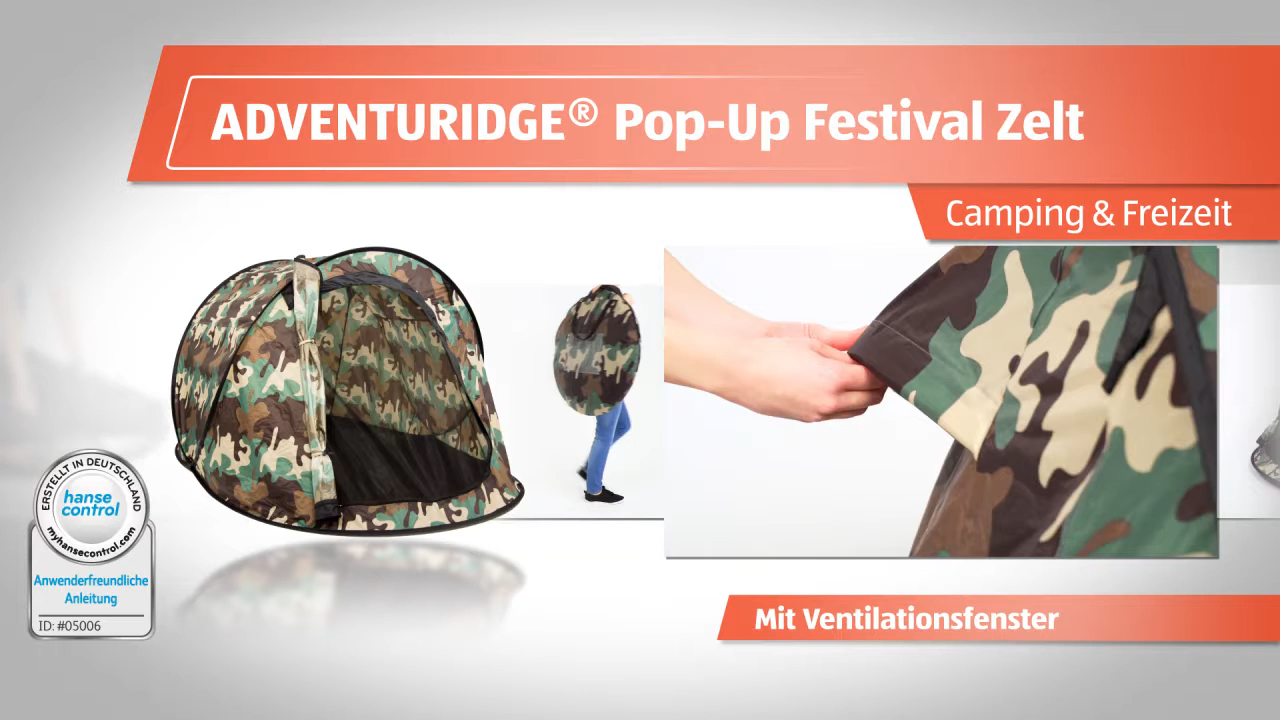 ADVENTURIDGE® Pop-Up Festival Zelt
Camping & Freizeit
ERSTELLT IN DEUTSCHLAND
hanse
control
myhansecontrol.com
Anwenderfreundliche
Anleitung
ID: #05006
Mit Ventilationsfenster